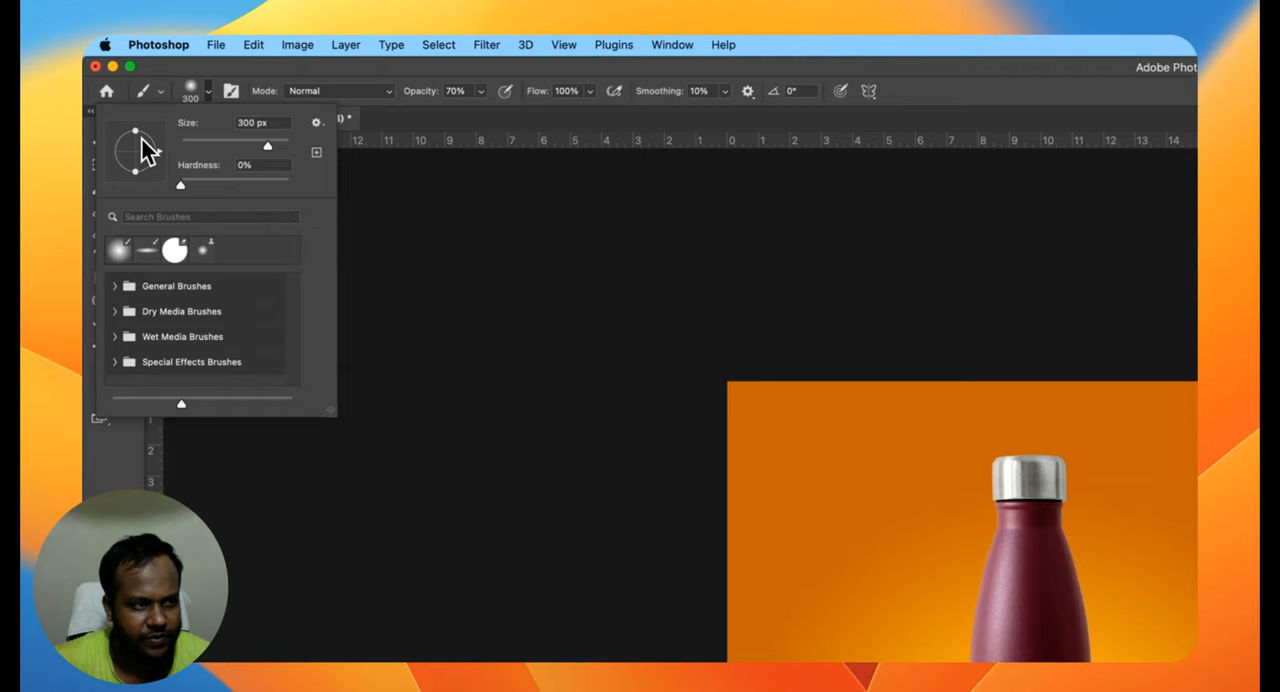 Photoshop File Edit Image Layer Type Select Filter 3D View Plugins Window Help
Adobe Phot
300 Mode: Normal Opacity: 70% Flow: 100% Smoothing: 10% 0°
) *
Size: 300 px
Hardness: 0%
Search Brushes
General Brushes
Dry Media Brushes
Wet Media Brushes
Special Effects Brushes
12 11 10 9 8 7 6 5 4 3 2 1 0 1 2 3 4 5 6 7 8 9 10 11 12 13 14
1
2
3